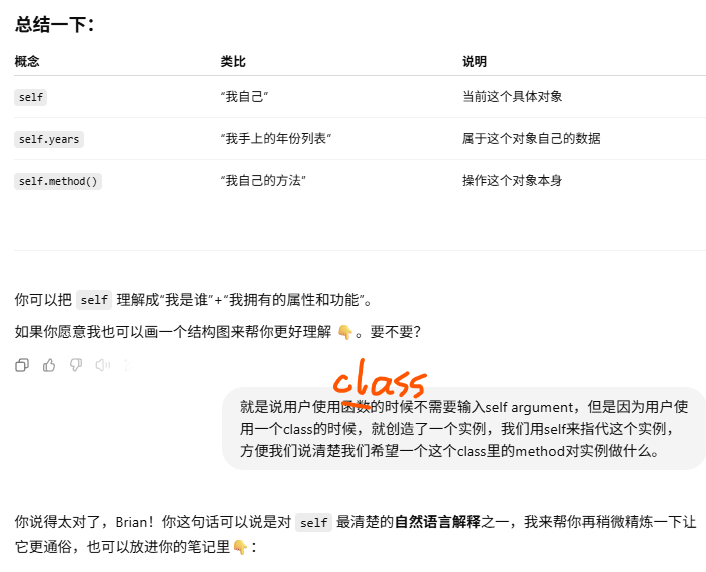 总结一下：
概念 类比 说明
self “我自己” 当前这个具体对象
self.years “我手上的年份列表” 属于这个对象自己的数据
self.method() “我自己的方法” 操作这个对象本身
你可以把 self 理解成“我是谁”+“我拥有的属性和功能”。
如果你愿意我也可以画一个结构图来帮你更好理解 👇。要不要？
class
就是说用户使用函数的时候不需要输入self argument，但是因为用户使
用一个class的时候，就创造了一个实例，我们用self来指代这个实例，
方便我们说清楚我们希望一个这个class里的method对实例做什么。
你说得太对了，Brian！你这句话可以说是对 self 最清楚的自然语言解释之一，我来帮你再稍微精炼一下让
它更通俗，也可以放进你的笔记里👇：